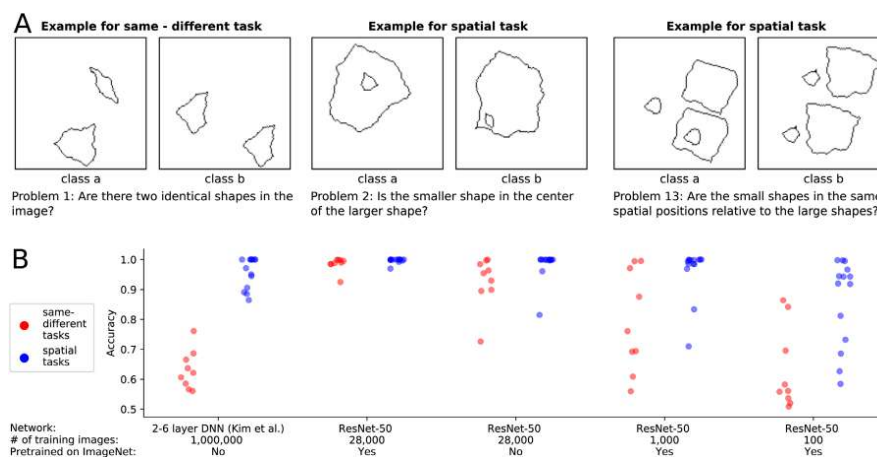 A
Example for same - different task
Example for spatial task
Example for spatial task
class a
class b
class a
class b
class a
class b
Problem 1: Are there two identical shapes in the
image?
Problem 2: Is the smaller shape in the center
of the larger shape?
Problem 13: Are the small shapes in the same
spatial positions relative to the large shapes?
B
same-
different
tasks
spatial
tasks
Accuracy
1.0
0.9
0.8
0.7
0.6
0.5
Network: 2-6 layer DNN (Kim et al.) ResNet-50 ResNet-50 ResNet-50 ResNet-50
# of training images: 1,000,000 28,000 28,000 1,000 100
Pretrained on ImageNet: No Yes No Yes Yes